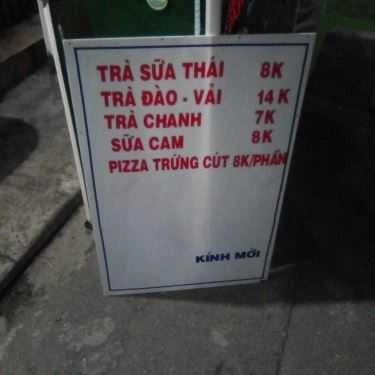 TRÀ SỮA THÁI 8K
TRÀ ĐÀO - VẢI 14K
TRÀ CHANH 7K
SỮA CAM 8K
PIZZA TRỨNG CÚT 8K/PHẦN
KÍNH MỜI